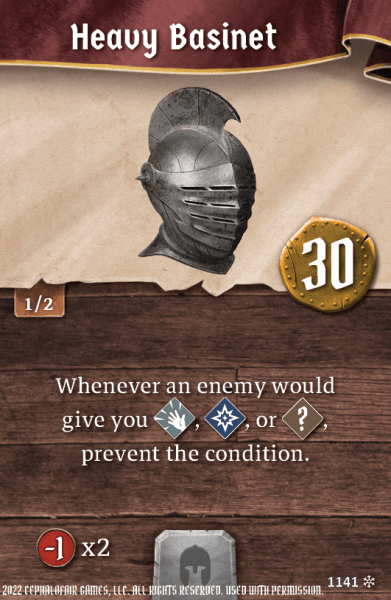 Heavy Basinet
30
1/2
Whenever an enemy would
give you , , or ? ,
prevent the condition.
-1 x2
1141
2022 CEPHALOFAIR GAMES, LLC. ALL RIGHTS RESERVED. USED WITH PERMISSION.